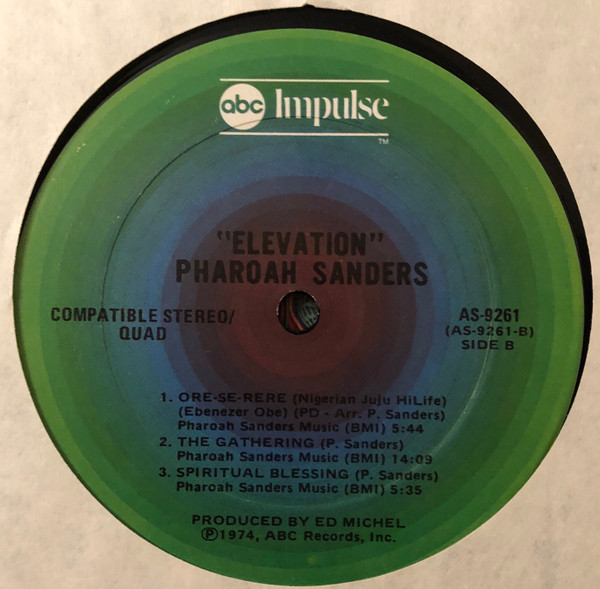 abc Impulse
TM
"ELEVATION"
PHAROAH SANDERS
COMPATIBLE STEREO/
QUAD
AS-9261
(AS-9261-B)
SIDE B
1. ORE-SE-RERE (Nigerian Juju HiLife)
(Ebenezer Obe) (PD - Arr. P. Sanders)
Pharoah Sanders Music (BMI) 5:44
2. THE GATHERING (P. Sanders)
Pharoah Sanders Music (BMI) 14:09
3. SPIRITUAL BLESSING (P. Sanders)
Pharoah Sanders Music (BMI) 5:35
PRODUCED BY ED MICHEL
Ⓟ1974, ABC Records, Inc.